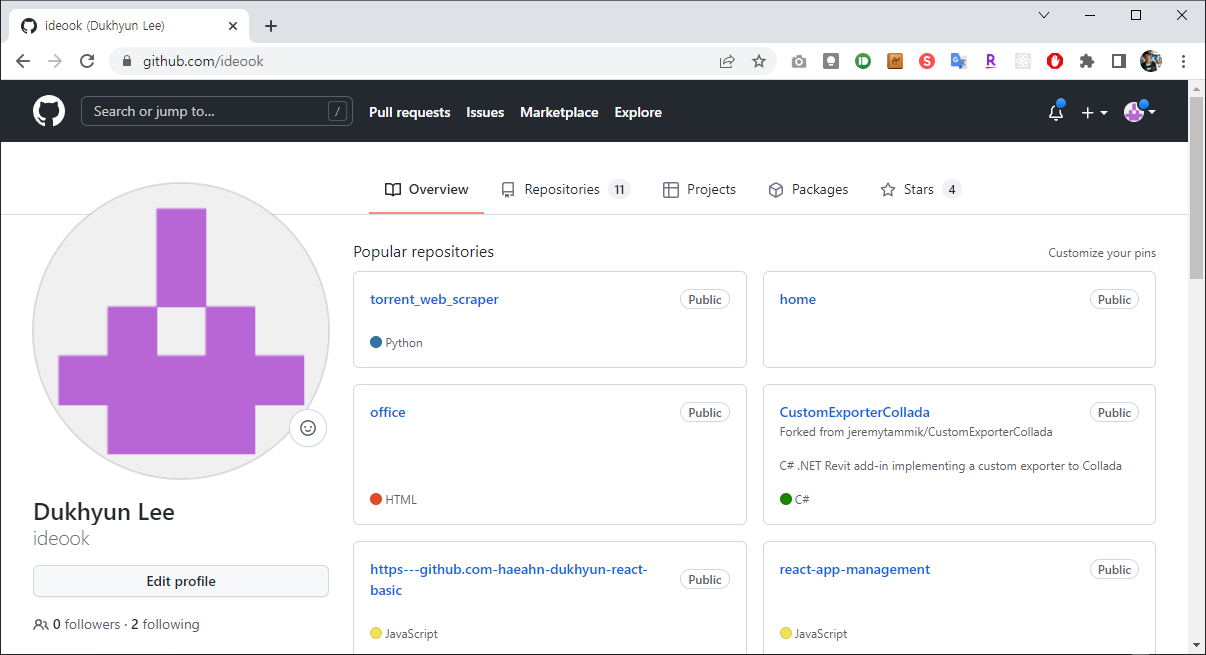 ideook (Dukhyun Lee)
github.com/ideook
Search or jump to... /
Pull requests Issues Marketplace Explore
Overview Repositories 11 Projects Packages Stars 4
Popular repositories
Customize your pins
torrent_web_scraper Public
Python
home Public
office Public
HTML
CustomExporterCollada Public
Forked from jeremytammik/CustomExporterCollada
C# .NET Revit add-in implementing a custom exporter to Collada
C#
https---github.com-haeahn-dukhyun-react-
basic
Public
JavaScript
react-app-management Public
JavaScript
Dukhyun Lee
ideook
Edit profile
0 followers · 2 following